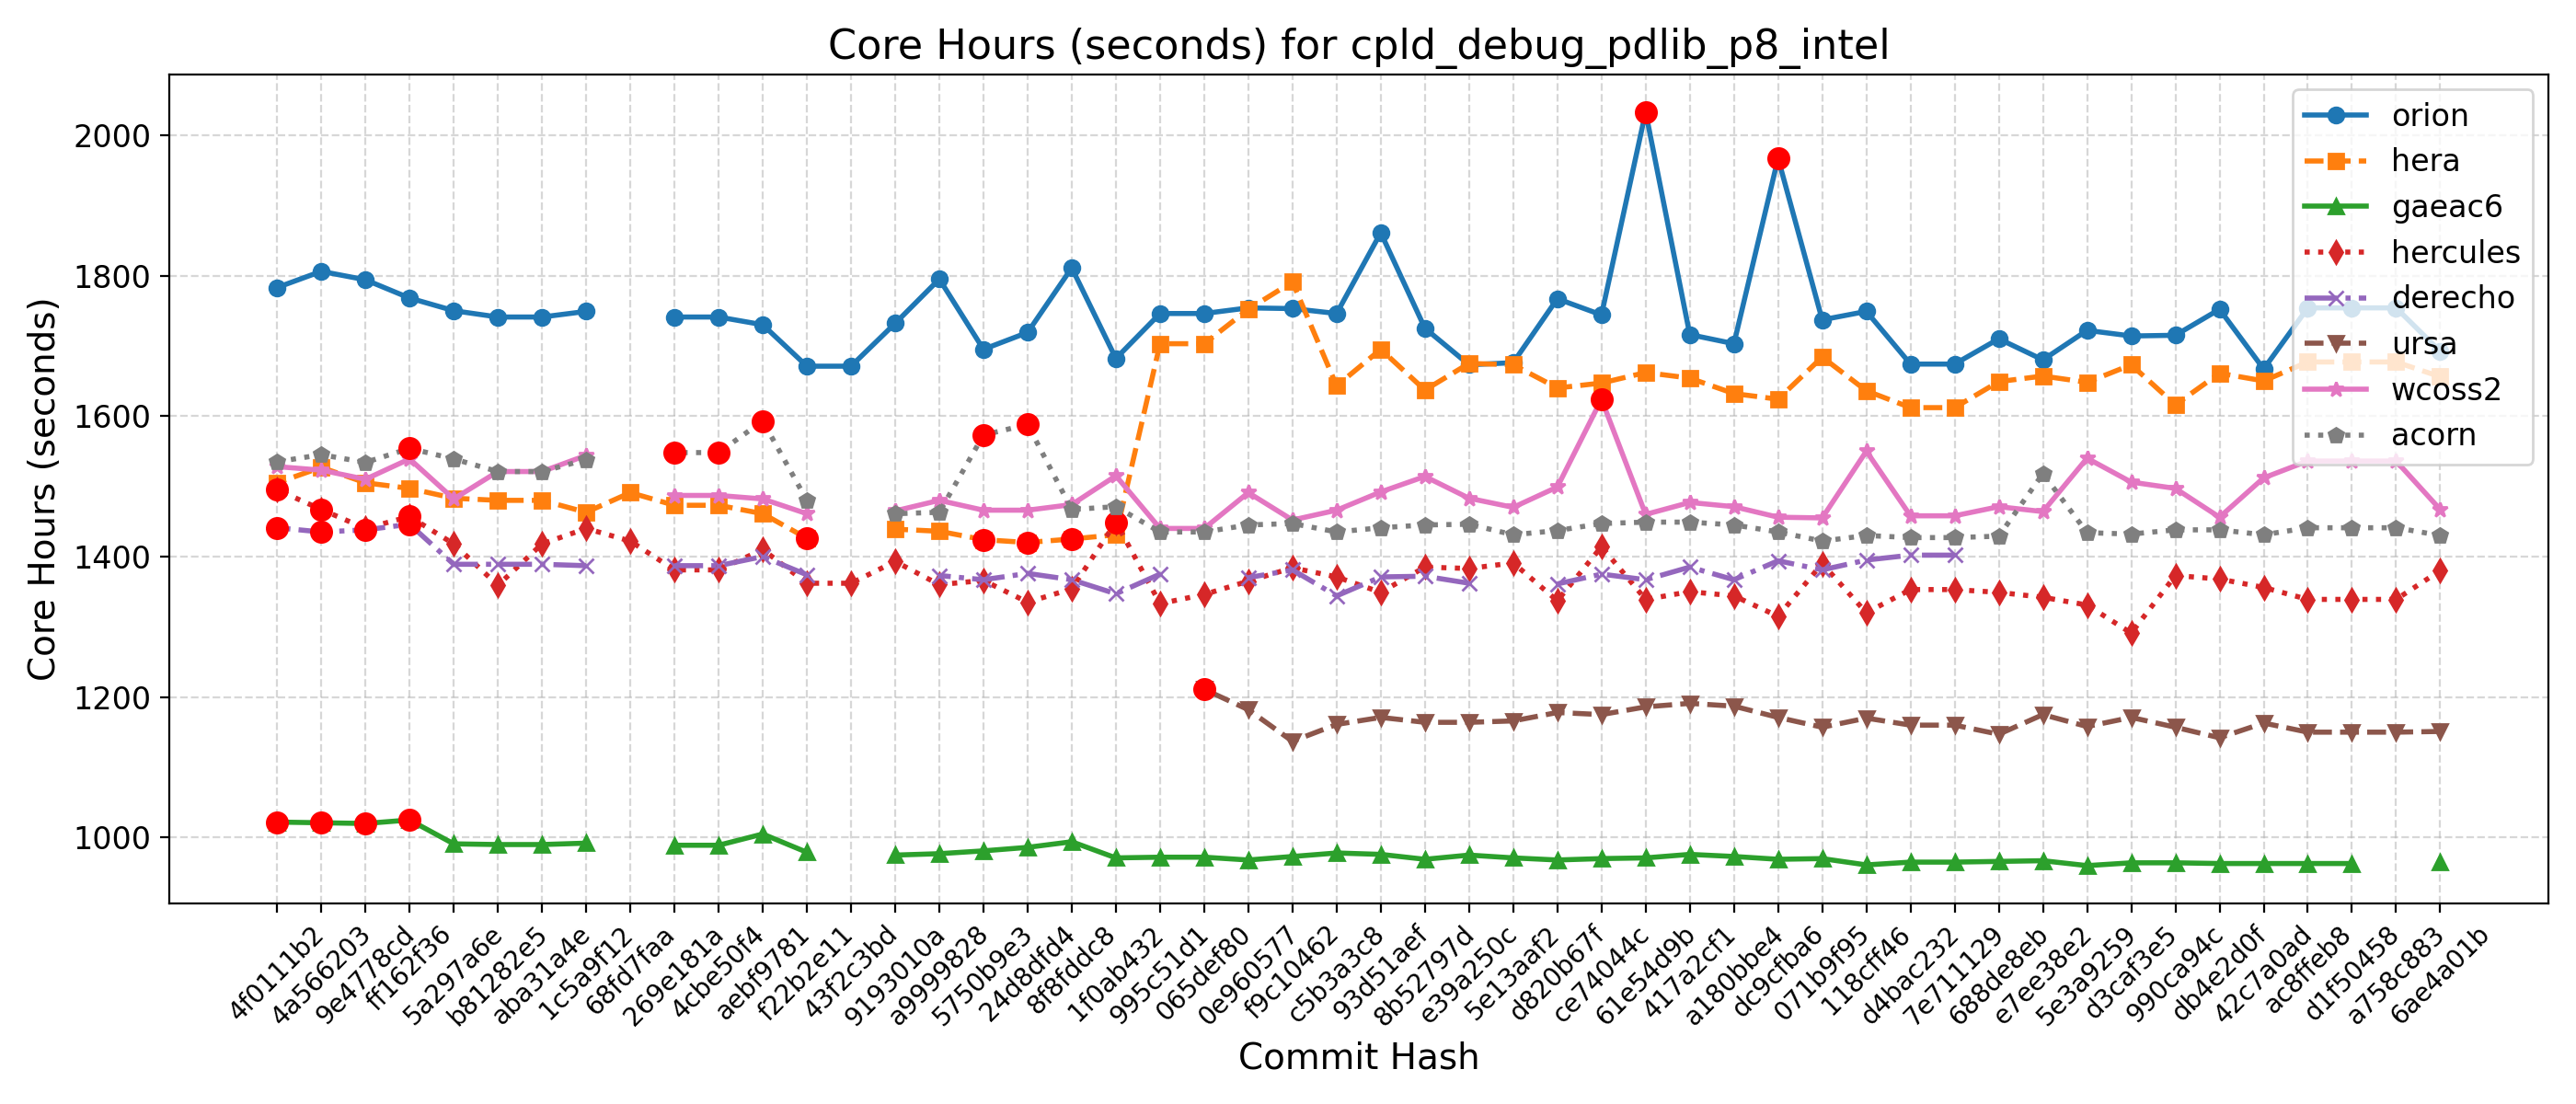 Core Hours (seconds) for cpld_debug_pdlib_p8_intel
Core Hours (seconds)
2000
1800
1600
1400
1200
1000
orion
hera
gaeac6
hercules
derecho
ursa
wcoss2
acorn
4f0111b2
4a566203
9e4778cd
ff162f36
5a297a6e
b81282e5
aba31a4e
1c5a9f12
68fd7faa
269e181a
4cbe50f4
aebf9781
f22b2e11
43f2c3bd
9193010a
a9999828
5750b9e3
24d8dfd4
8f8fddc8
1f0ab432
995c51d1
065def80
0e960577
f9c10462
c5b3a3c8
93d51aef
8b52797d
e39a250c
5e13aaf2
d820b67f
ce74044c
61e54d9b
417a2cf1
a180bbe4
dc9cfba6
071b9f95
118cff46
d4bac232
7e711129
688de8eb
e7ee38e2
5e3a9259
d3caf3e5
990ca94c
db4e2d0f
42c7a0ad
ac8ffeb8
d1f50458
a758c883
6ae4a01b
Commit Hash